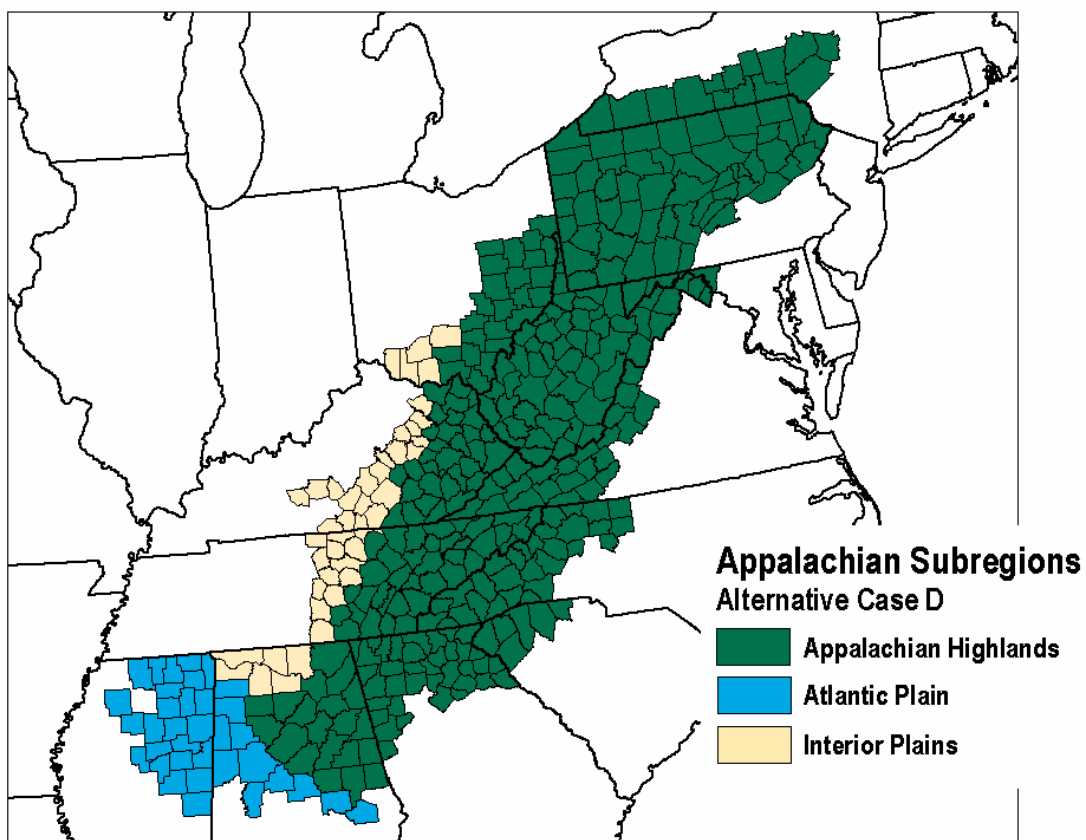 Appalachian Subregions
Alternative Case D
Appalachian Highlands
Atlantic Plain
Interior Plains